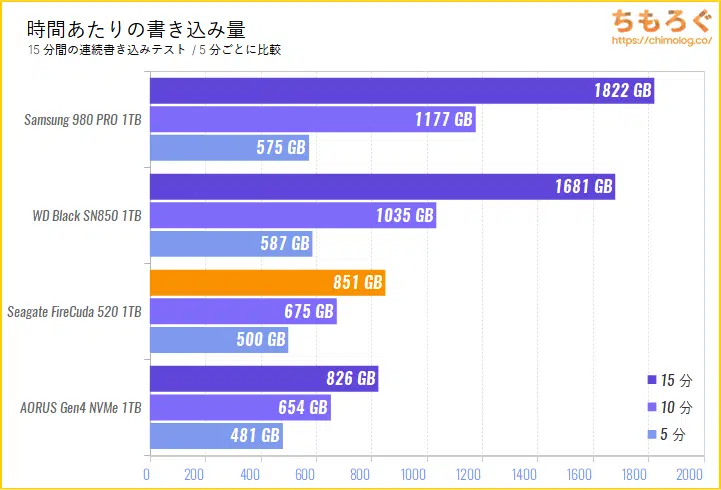 時間あたりの書き込み量
15 分間の連続書き込みテスト / 5 分ごとに比較
ちもろぐ
https://chimolog.co/
Samsung 980 PRO 1TB
1822 GB
1177 GB
575 GB
WD Black SN850 1TB
1681 GB
1035 GB
587 GB
Seagate FireCuda 520 1TB
851 GB
675 GB
500 GB
AORUS Gen4 NVMe 1TB
826 GB
654 GB
481 GB
15 分
10 分
5 分
0 200 400 600 800 1000 1200 1400 1600 1800 2000